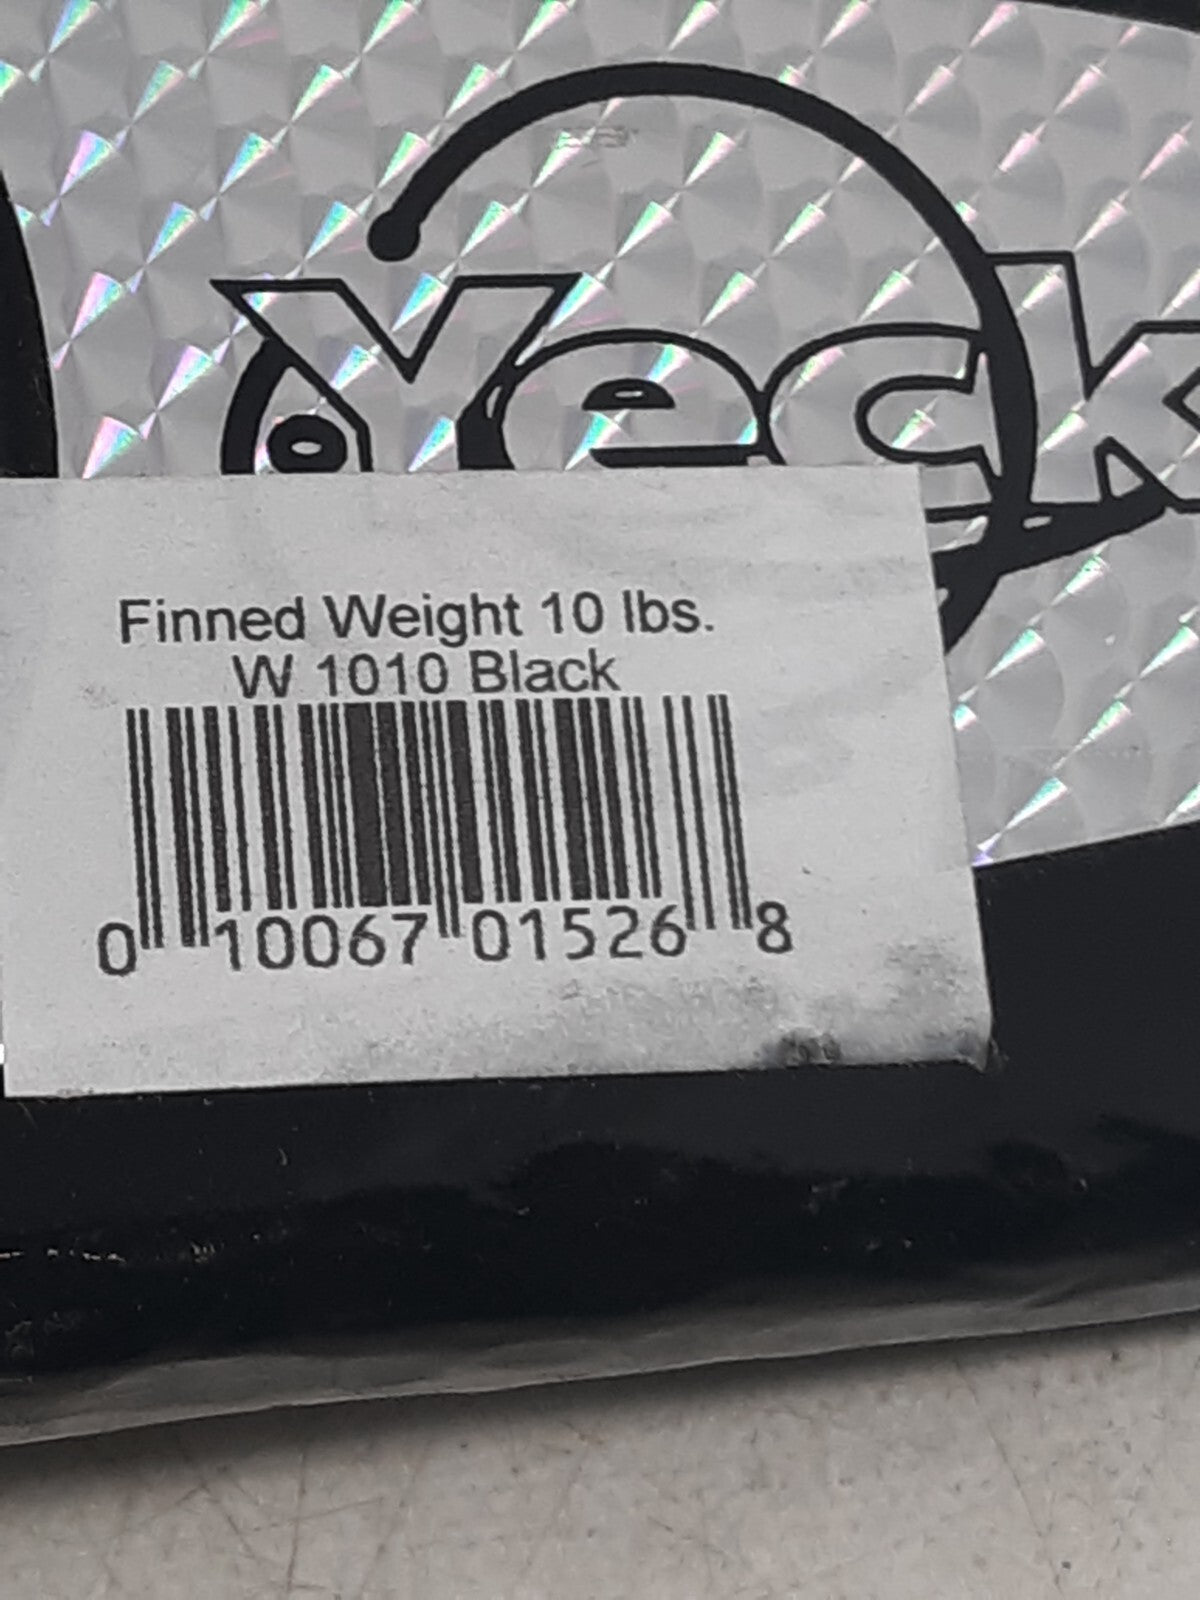 Yeck
Finned Weight 10 lbs.
W 1010 Black
0 10067 01526 8